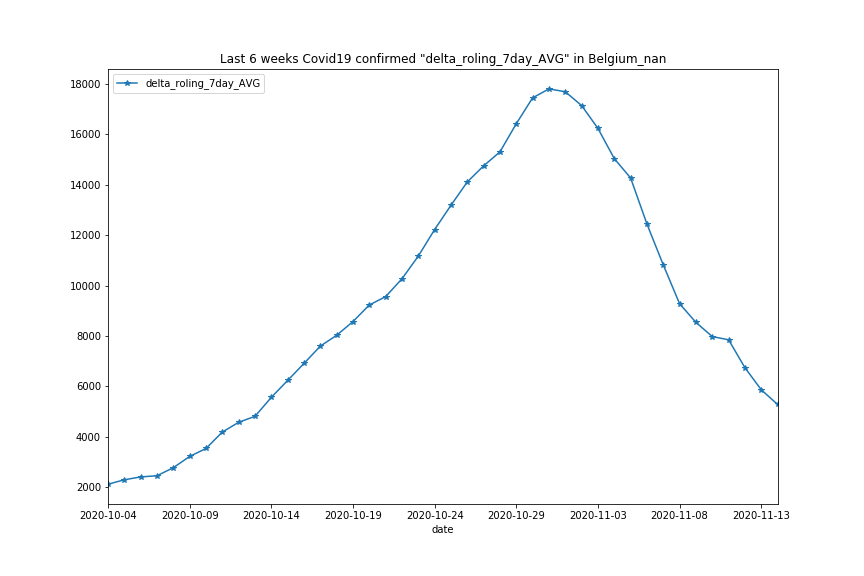 Last 6 weeks Covid19 confirmed "delta_roling_7day_AVG" in Belgium_nan
delta_roling_7day_AVG
18000
16000
14000
12000
10000
8000
6000
4000
2000
2020-10-04 2020-10-09 2020-10-14 2020-10-19 2020-10-24 2020-10-29 2020-11-03 2020-11-08 2020-11-13
date